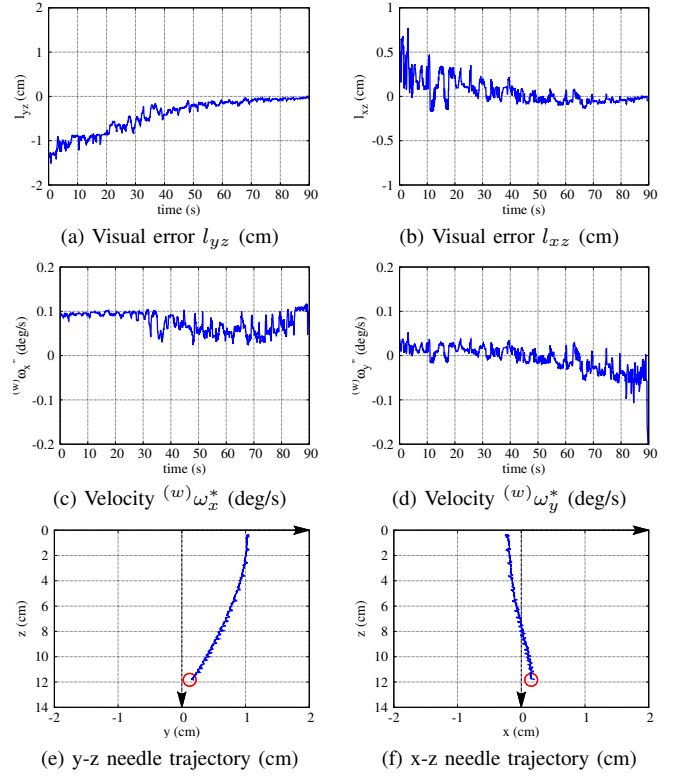 2
1
0
-1
-2
l_yz (cm)
0 10 20 30 40 50 60 70 80 90
time (s)
(a) Visual error l_{yz} (cm)
1
0.5
0
-0.5
-1
l_xz (cm)
0 10 20 30 40 50 60 70 80 90
time (s)
(b) Visual error l_{xz} (cm)
0.2
0.1
0
-0.1
-0.2
(w)ω_x* (deg/s)
0 10 20 30 40 50 60 70 80 90
time (s)
(c) Velocity ^{(w)}ω_x^* (deg/s)
0.2
0.1
0
-0.1
-0.2
(w)ω_y* (deg/s)
0 10 20 30 40 50 60 70 80 90
time (s)
(d) Velocity ^{(w)}ω_y^* (deg/s)
0
2
4
6
8
10
12
14
z (cm)
-2 -1 0 1 2
y (cm)
(e) y-z needle trajectory (cm)
0
2
4
6
8
10
12
14
z (cm)
-2 -1 0 1 2
x (cm)
(f) x-z needle trajectory (cm)